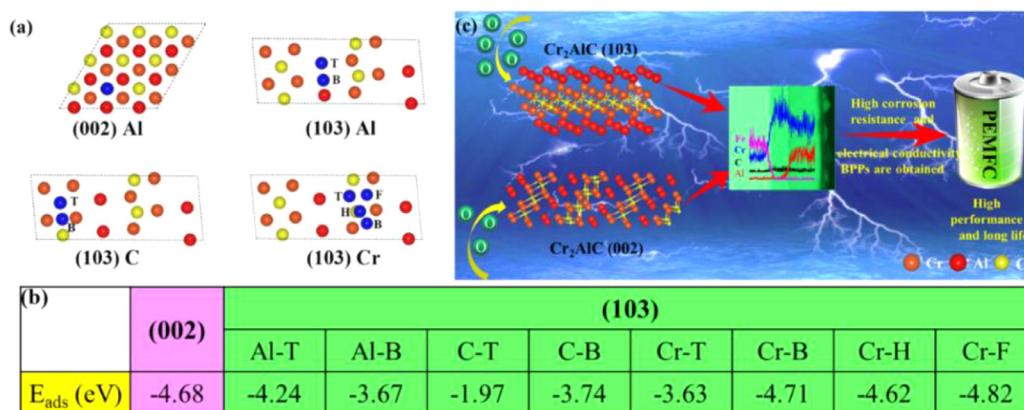 (a)
(002) Al
T
B
(103) Al
T
B
(103) C
T
F
H
B
(103) Cr
(c)
O
O
O
O
O
Cr₂AlC (103)
O
O
Cr₂AlC (002)
Fe
Cr
C
Al
High corrosion
resistance and
electrical conductivity
BPPs are obtained
PEMFC
High
performance
and long life
Cr
Al
C
(b)
(002)
(103)
Al-T
Al-B
C-T
C-B
Cr-T
Cr-B
Cr-H
Cr-F
E_ads (eV)
-4.68
-4.24
-3.67
-1.97
-3.74
-3.63
-4.71
-4.62
-4.82